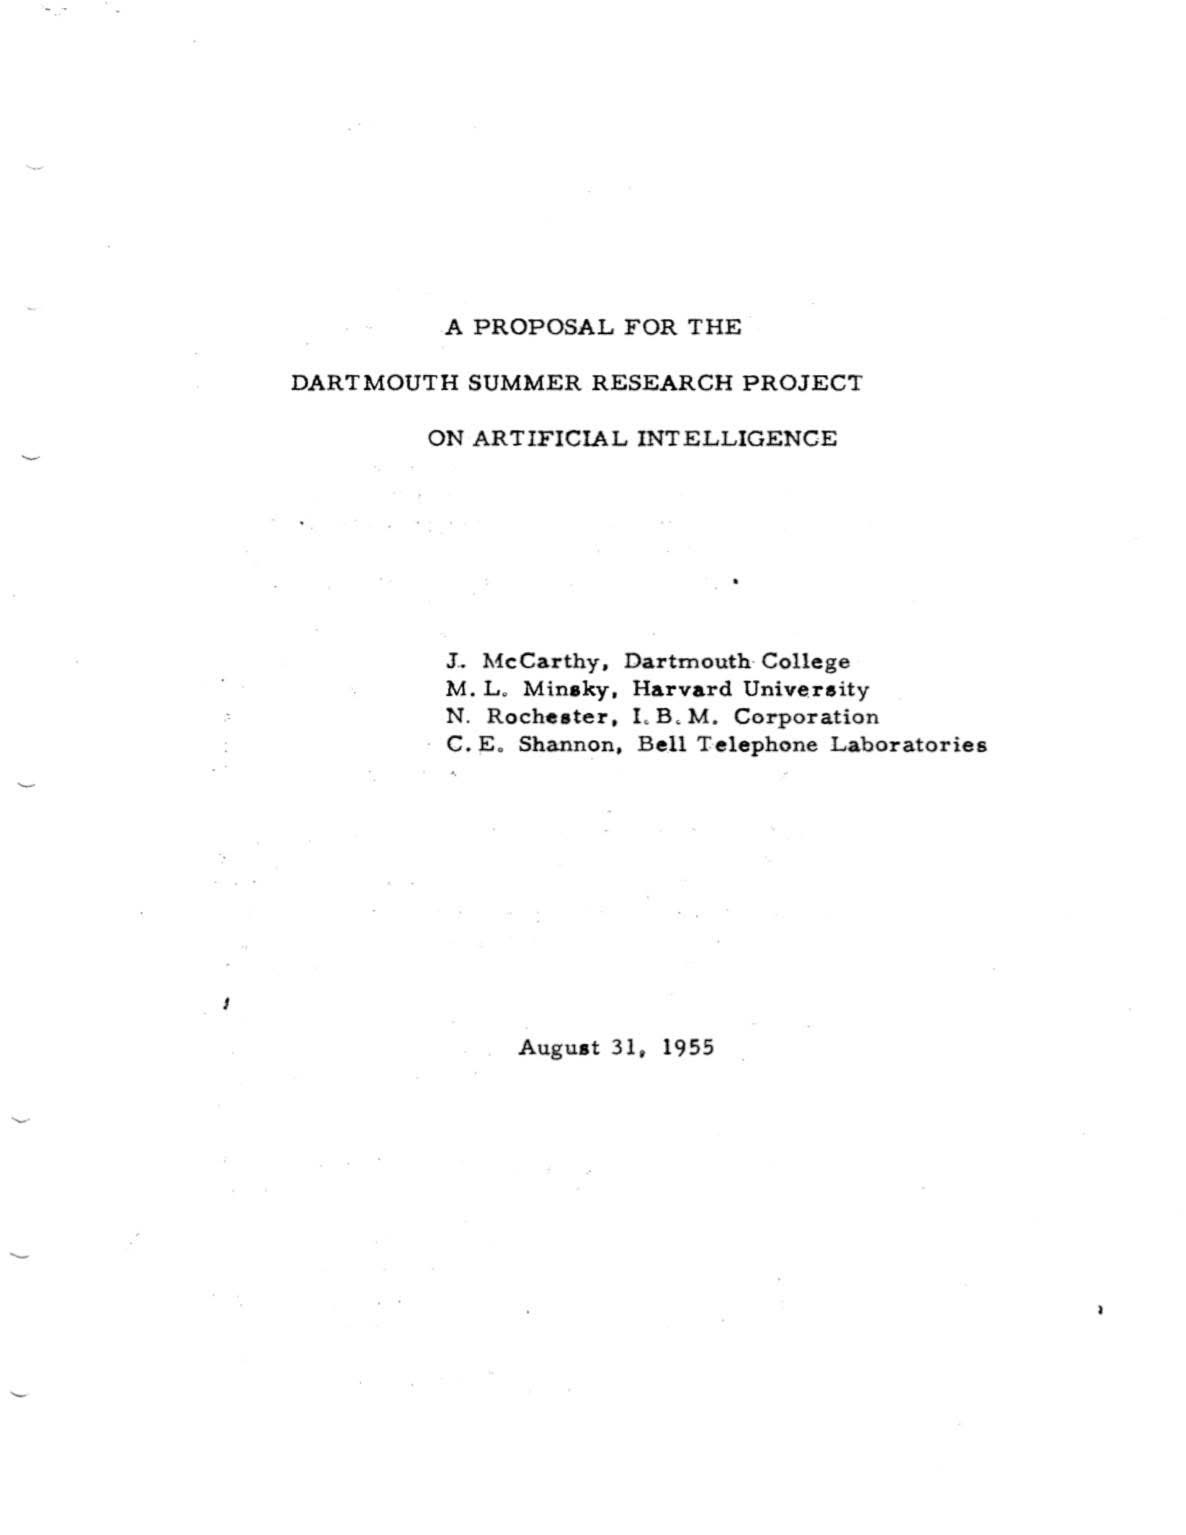 A PROPOSAL FOR THE
DARTMOUTH SUMMER RESEARCH PROJECT
ON ARTIFICIAL INTELLIGENCE
J. McCarthy, Dartmouth College
M. L. Minsky, Harvard University
N. Rochester, I. B. M. Corporation
C. E. Shannon, Bell Telephone Laboratories
August 31, 1955